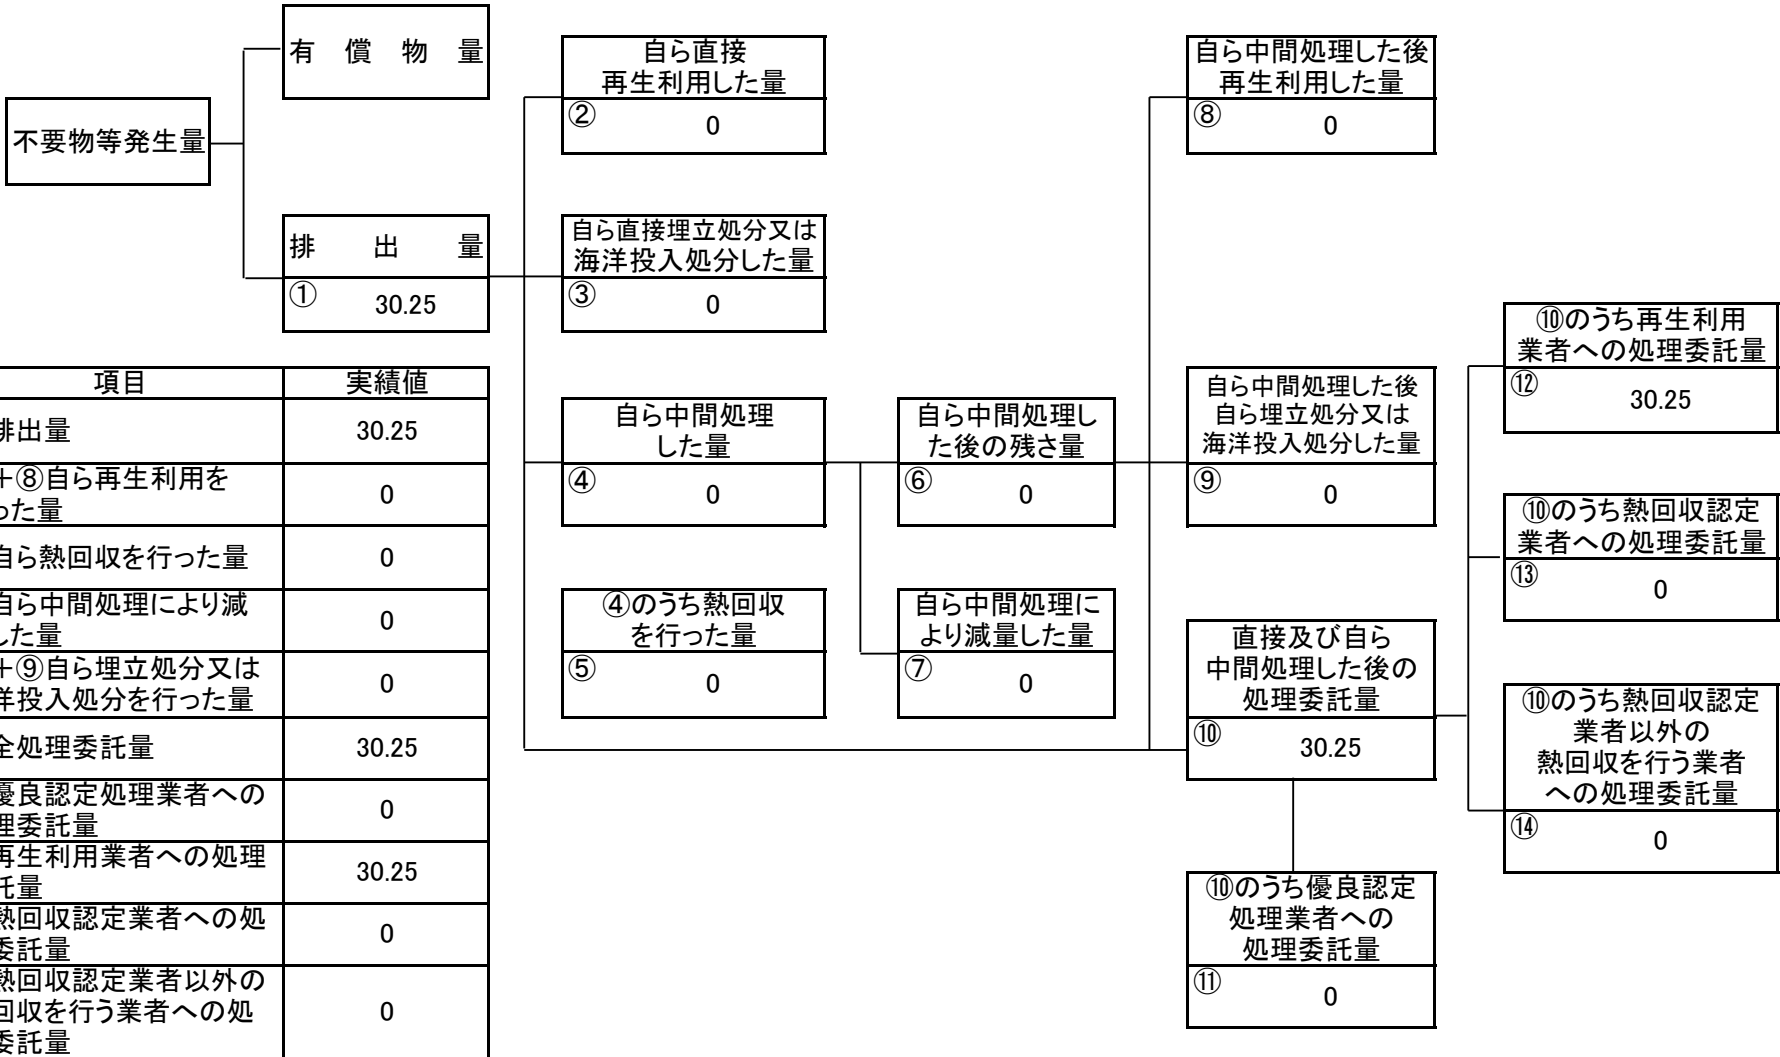 有償物量
不要物等発生量
排出量
① 30.25
自ら直接
再生利用した量
② 0
自ら直接埋立処分又は
海洋投入処分した量
③ 0
自ら中間処理
した量
④ 0
④のうち熱回収
を行った量
⑤ 0
自ら中間処理し
た後の残さ量
⑥ 0
自ら中間処理に
より減量した量
⑦ 0
自ら中間処理した後
再生利用した量
⑧ 0
自ら中間処理した後
自ら埋立処分又は
海洋投入処分した量
⑨ 0
直接及び自ら
中間処理した後の
処理委託量
⑩ 30.25
⑩のうち優良認定
処理業者への
処理委託量
⑪ 0
⑩のうち再生利用
業者への処理委託量
⑫ 30.25
⑩のうち熱回収認定
業者への処理委託量
⑬ 0
⑩のうち熱回収認定
業者以外の
熱回収を行う業者
への処理委託量
⑭ 0
項目 実績値
排出量 30.25
+⑧自ら再生利用を
った量 0
自ら熱回収を行った量 0
自ら中間処理により減
した量 0
+⑨自ら埋立処分又は
洋投入処分を行った量 0
全処理委託量 30.25
優良認定処理業者への
理委託量 0
再生利用業者への処理
託量 30.25
熱回収認定業者への処
委託量 0
熱回収認定業者以外の
回収を行う業者への処
委託量 0